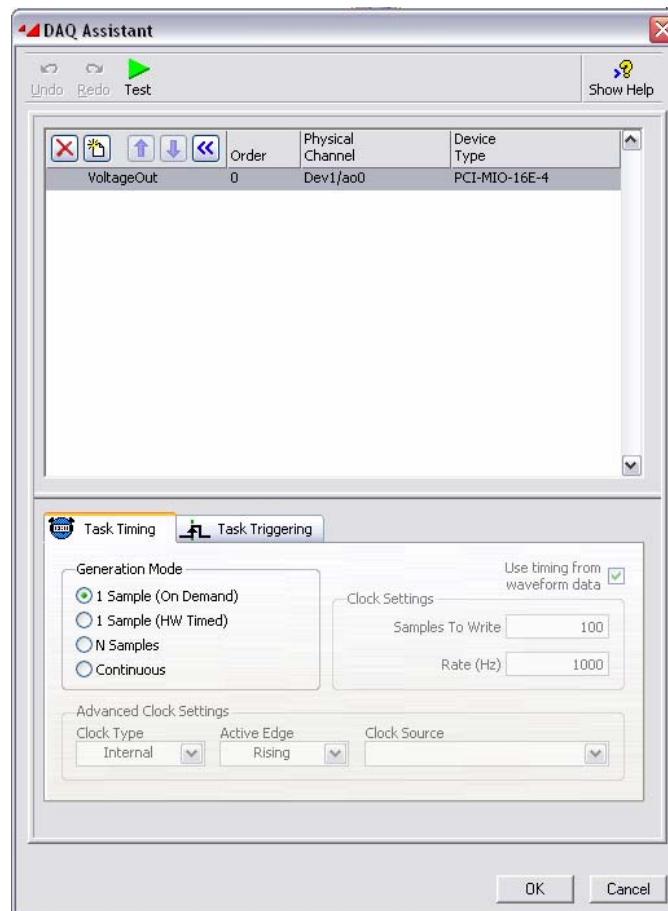 DAQ Assistant
Undo Redo Test Show Help
Order Physical Channel Device Type
VoltageOut 0 Dev1/ao0 PCI-MIO-16E-4
Task Timing Task Triggering
Generation Mode
1 Sample (On Demand)
1 Sample (HW Timed)
N Samples
Continuous
Use timing from
waveform data
Clock Settings
Samples To Write 100
Rate (Hz) 1000
Advanced Clock Settings
Clock Type Active Edge Clock Source
Internal Rising
OK Cancel